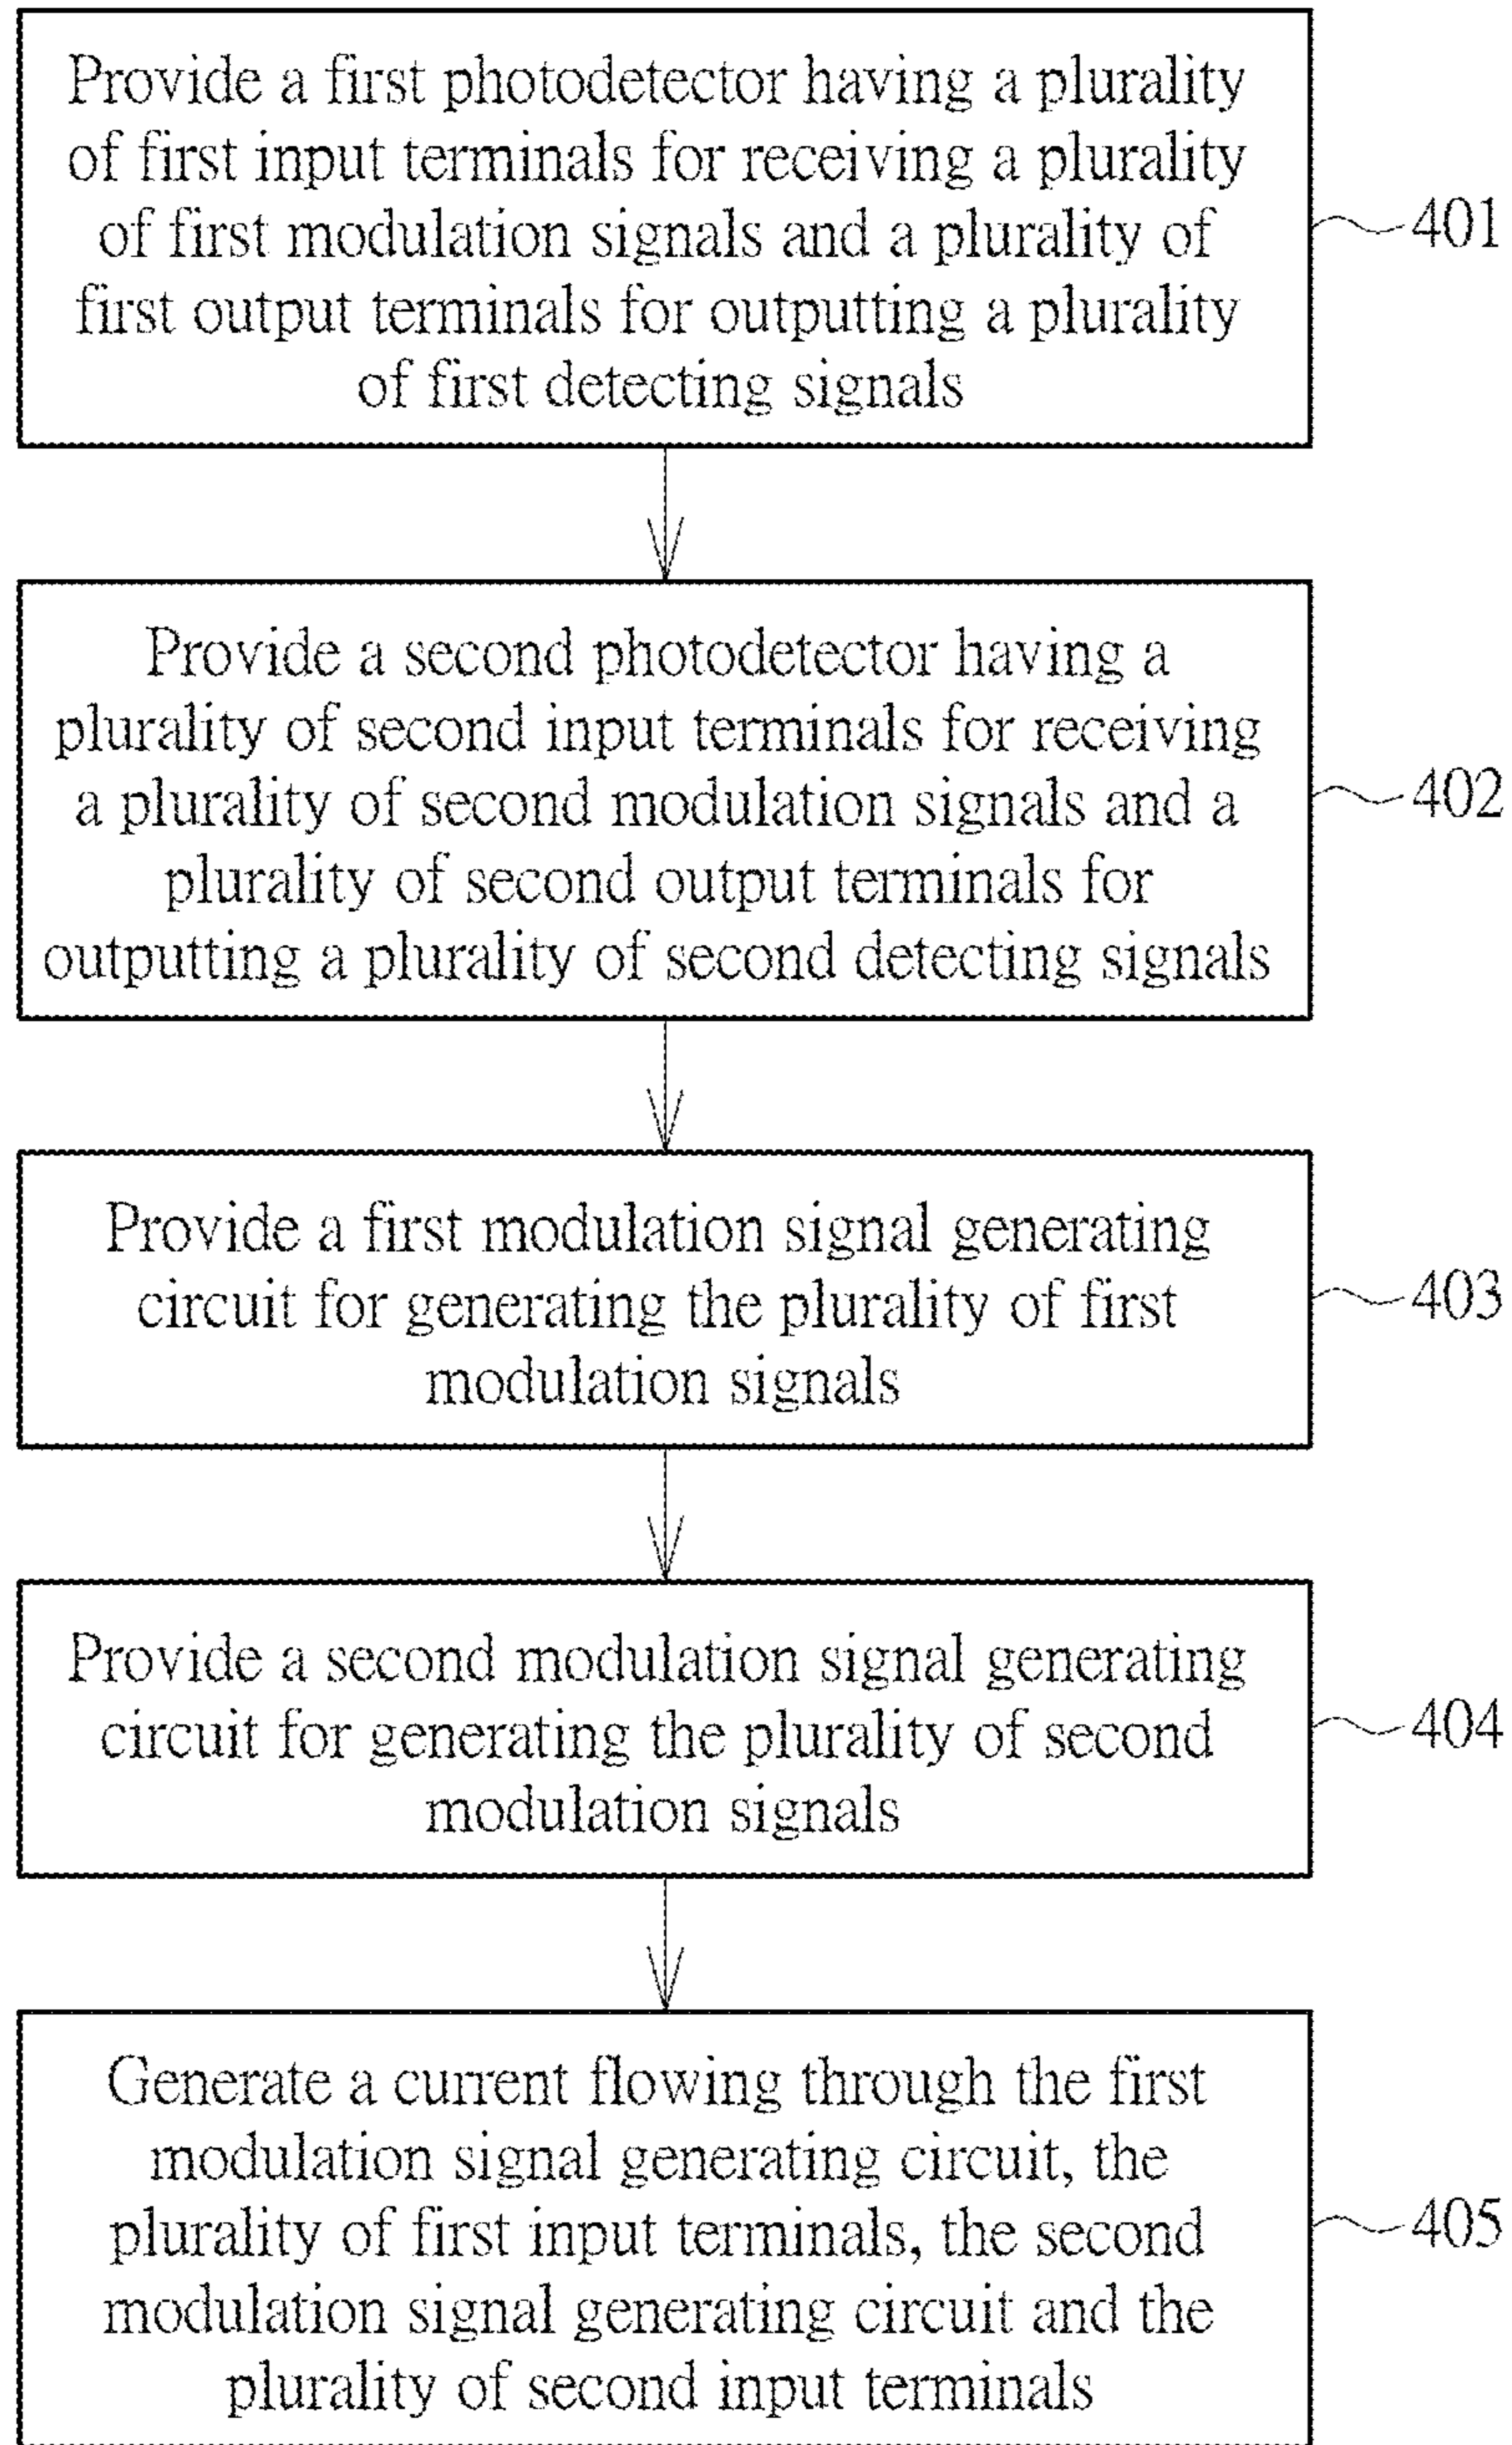 Provide a first photodetector having a plurality
of first input terminals for receiving a plurality
of first modulation signals and a plurality of
first output terminals for outputting a plurality
of first detecting signals
401
Provide a second photodetector having a
plurality of second input terminals for receiving
a plurality of second modulation signals and a
plurality of second output terminals for
outputting a plurality of second detecting signals
402
Provide a first modulation signal generating
circuit for generating the plurality of first
modulation signals
403
Provide a second modulation signal generating
circuit for generating the plurality of second
modulation signals
404
Generate a current flowing through the first
modulation signal generating circuit, the
plurality of first input terminals, the second
modulation signal generating circuit and the
plurality of second input terminals
405